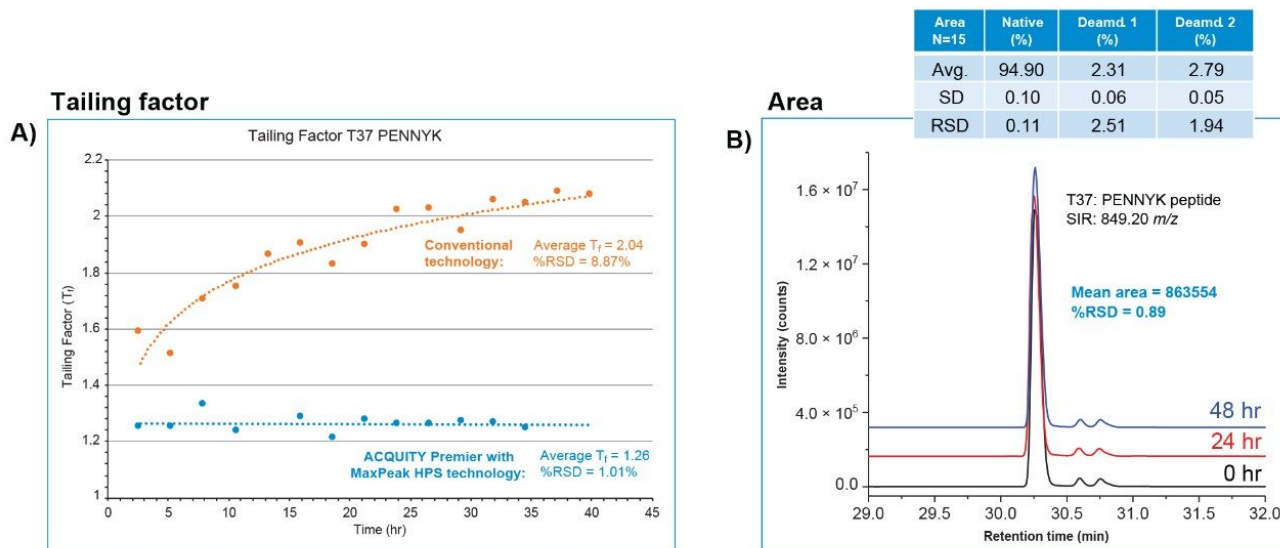 Area N=15 Native (%) Deamd. 1 (%) Deamd. 2 (%)
Avg. 94.90 2.31 2.79
SD 0.10 0.06 0.05
RSD 0.11 2.51 1.94
Tailing factor
A)
Tailing Factor T37 PENNYK
2.2
2
1.8
1.6
1.4
1.2
1
Tailing Factor (Tf)
0 5 10 15 20 25 30 35 40 45
Time (hr)
Conventional technology:
Average Tf = 2.04
%RSD = 8.87%
ACQUITY Premier with
MaxPeak HPS technology:
Average Tf = 1.26
%RSD = 1.01%
Area
B)
1.6 × 10⁷
1.2 × 10⁷
8.0 × 10⁶
4.0 × 10⁵
0.0
Intensity (counts)
T37: PENNYK peptide
SIR: 849.20 m/z
Mean area = 863554
%RSD = 0.89
48 hr
24 hr
0 hr
29.0 29.5 30.0 30.5 31.0 31.5 32.0
Retention time (min)